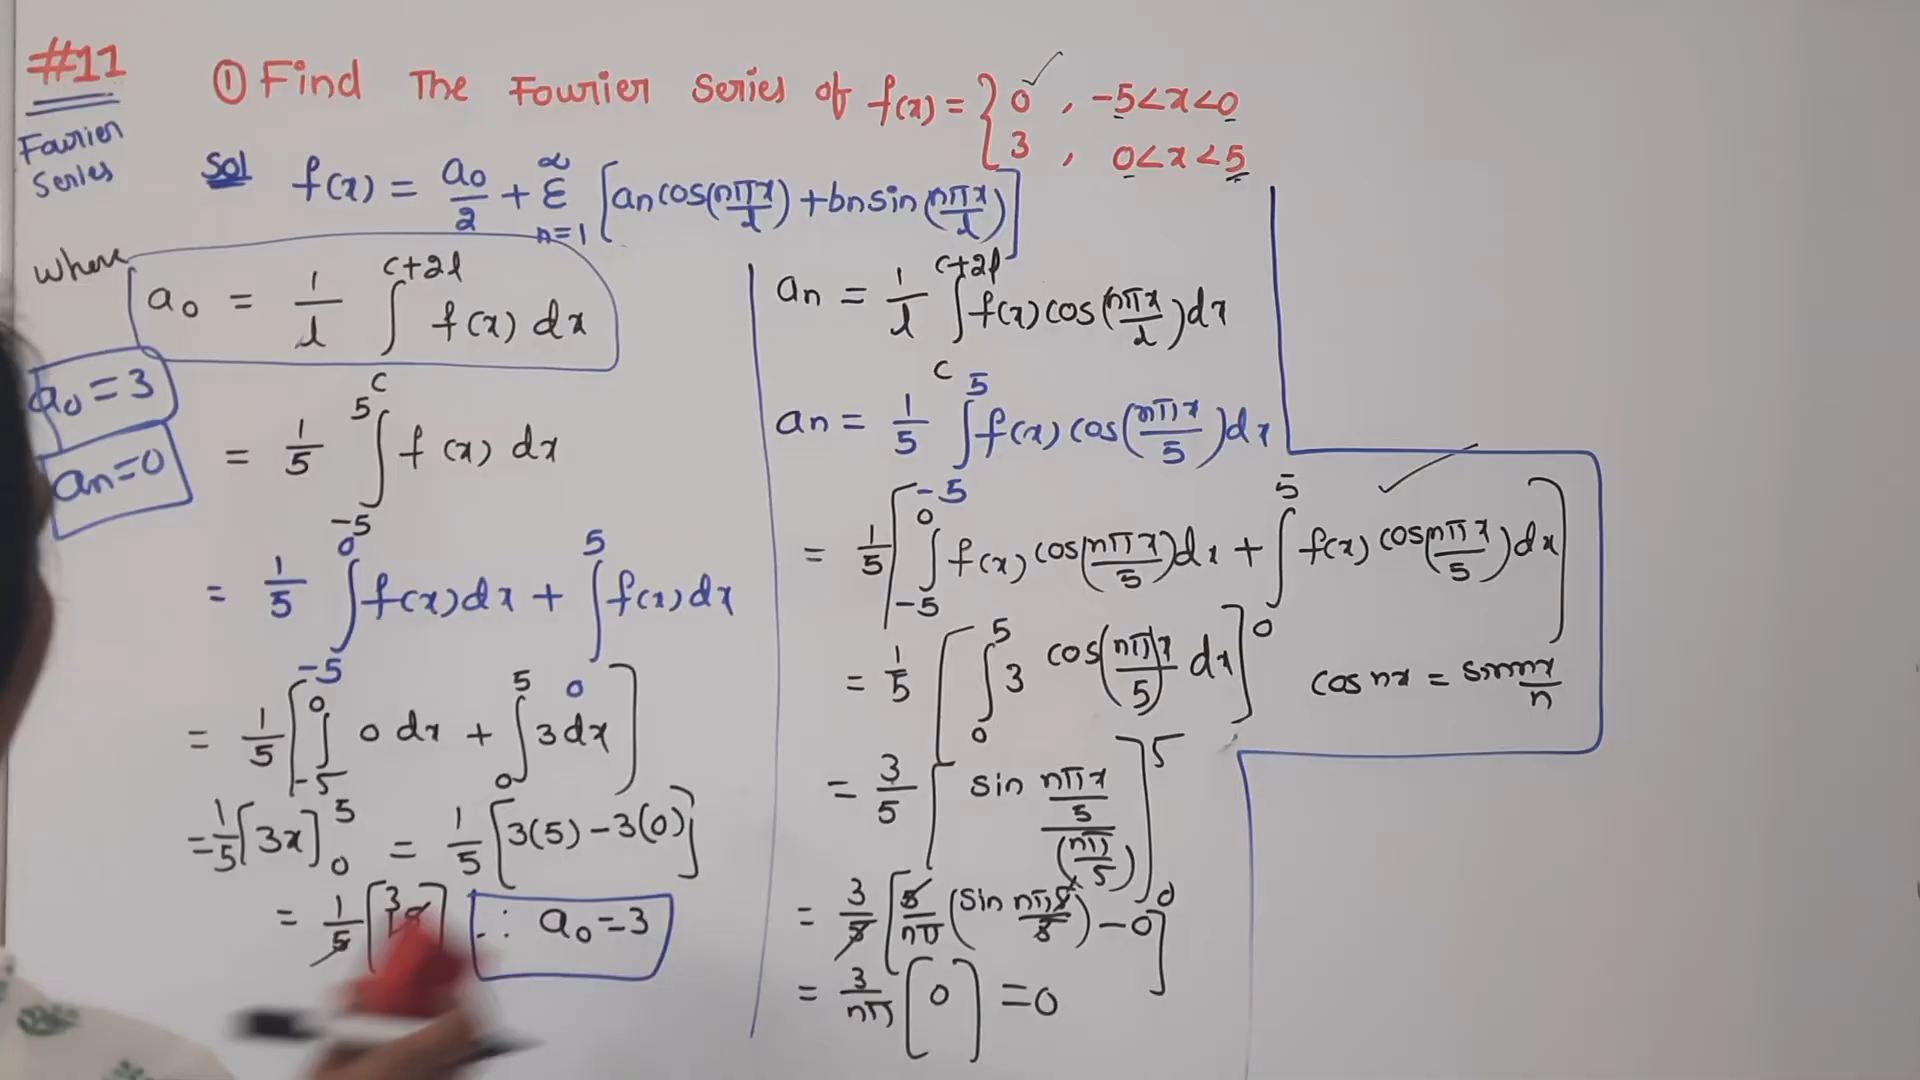 #11
Fourier
Series
① Find The Fourier Series of f(x) = { 0 , -5<x<0
3 , 0<x<5
Sol f(x) = a0/2 + Σ n=1 ∞ [an cos(nπx/l) + bn sin(nπx/l)]
where
a0 = 1/l ∫ c c+2l f(x) dx
a0 = 3
an = 0
= 1/5 ∫ -5 5 f(x) dx
= 1/5 ∫ -5 0 f(x)dx + ∫ 0 5 f(x)dx
= 1/5 [ ∫ -5 0 0 dx + ∫ 0 5 3dx ]
= 1/5 [3x] 0 5 = 1/5 [3(5) - 3(0)]
∴ a0 = 3
an = 1/l ∫ c c+2l f(x) cos(nπx/l)dx
an = 1/5 ∫ -5 5 f(x) cos(nπx/5)dx
= 1/5 [ ∫ -5 0 f(x) cos(nπx/5)dx + ∫ 0 5 f(x) cos(nπx/5)dx ]
= 1/5 [ ∫ 0 5 3 cos(nπx/5) dx ]
cos nx = sin nx/n
= 3/5 [ sin nπx/5 / (nπ/5) ] 0 5
= 3/5 [ 5/nπ (sin nπ5/5) - 0 ]
= 3/nπ [ 0 ] = 0